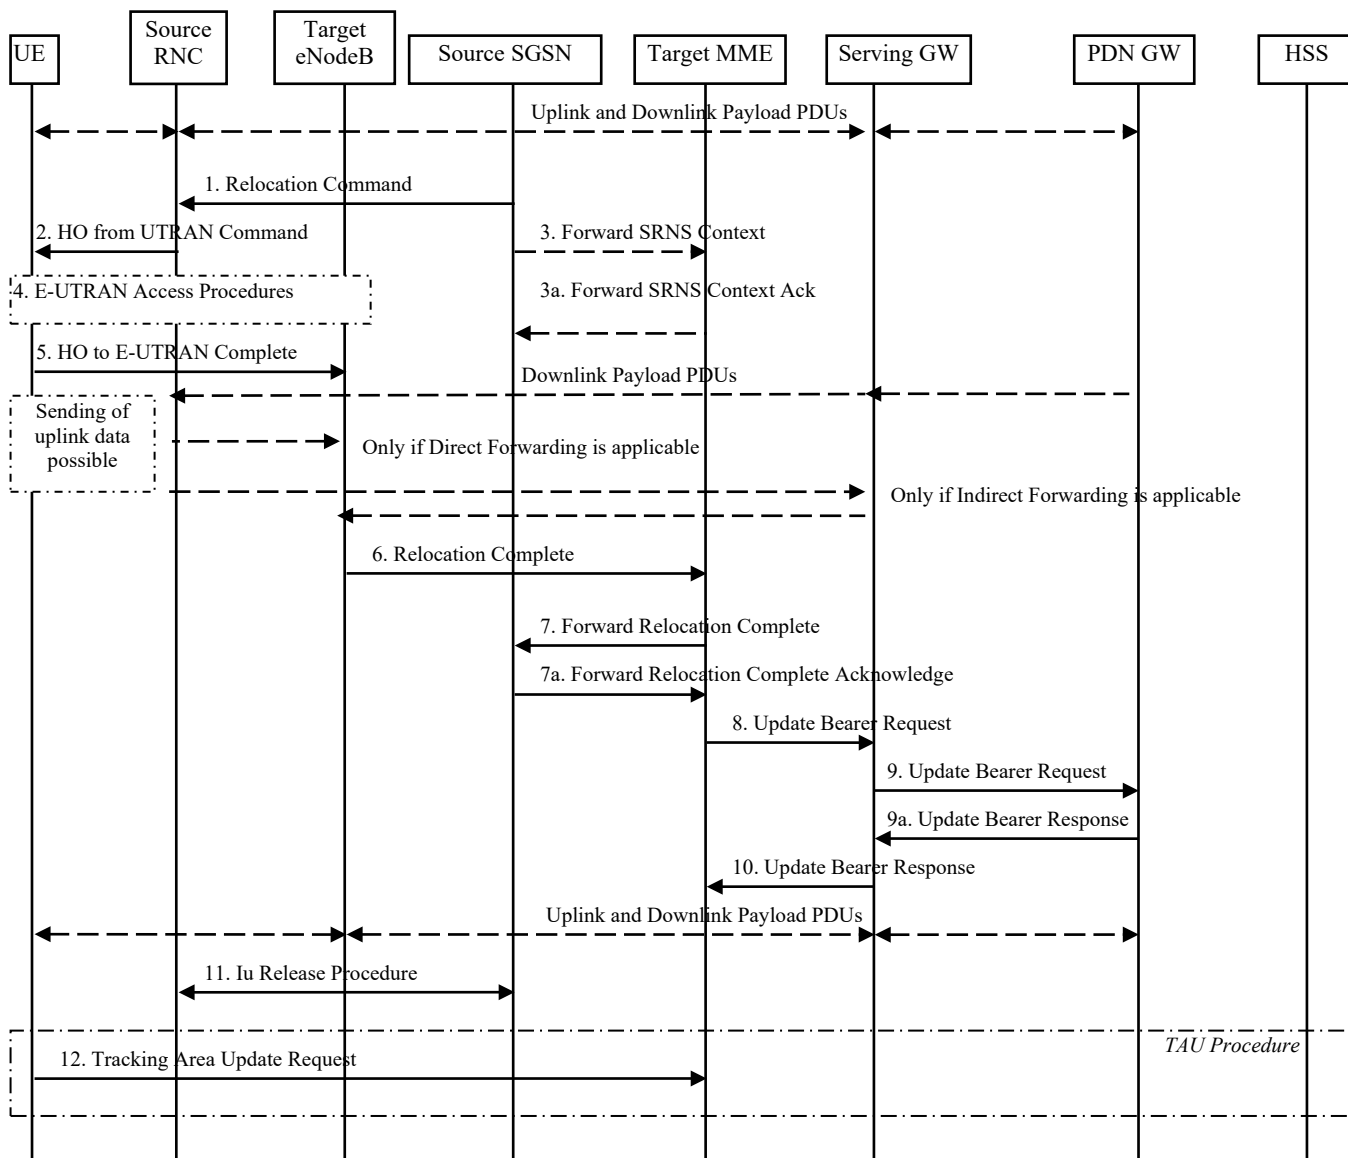 Source
RNC
Target
eNodeB
UE
Source SGSN
Target MME
Serving GW
PDN GW
HSS
Uplink and Downlink Payload PDUs
1. Relocation Command
2. HO from UTRAN Command
3. Forward SRNS Context
4. E-UTRAN Access Procedures
3a. Forward SRNS Context Ack
5. HO to E-UTRAN Complete
Downlink Payload PDUs
Sending of
uplink data
possible
Only if Direct Forwarding is applicable
Only if Indirect Forwarding is applicable
6. Relocation Complete
7. Forward Relocation Complete
7a. Forward Relocation Complete Acknowledge
8. Update Bearer Request
9. Update Bearer Request
9a. Update Bearer Response
10. Update Bearer Response
Uplink and Downlink Payload PDUs
11. Iu Release Procedure
TAU Procedure
12. Tracking Area Update Request